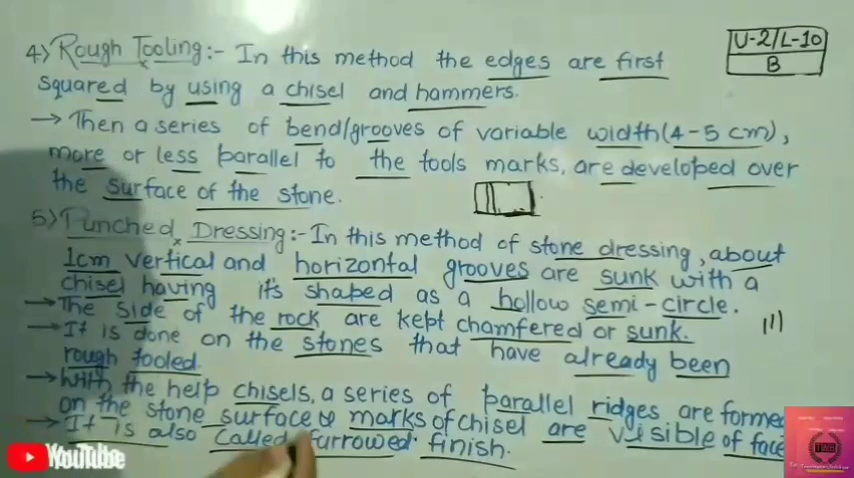 4) Rough Tooling:- In this method the edges are first
squared by using a chisel and hammers.
→ Then a series of bend/grooves of variable width (4-5 cm),
more or less parallel to the tools marks, are developed over
the surface of the stone.
5) Punched Dressing:- In this method of stone dressing, about
1cm vertical and horizontal grooves are sunk with a
chisel having it's shaped as a hollow semi-circle.
→ The side of the rock are kept chamfered or sunk.
→ It is done on the stones that have already been
rough tooled.
→ With the help chisels, a series of parallel ridges are formed
on the stone surface & marks of chisel are visible of face
→ It is also called furrowed finish.
U-2/L-10
B
YouTube